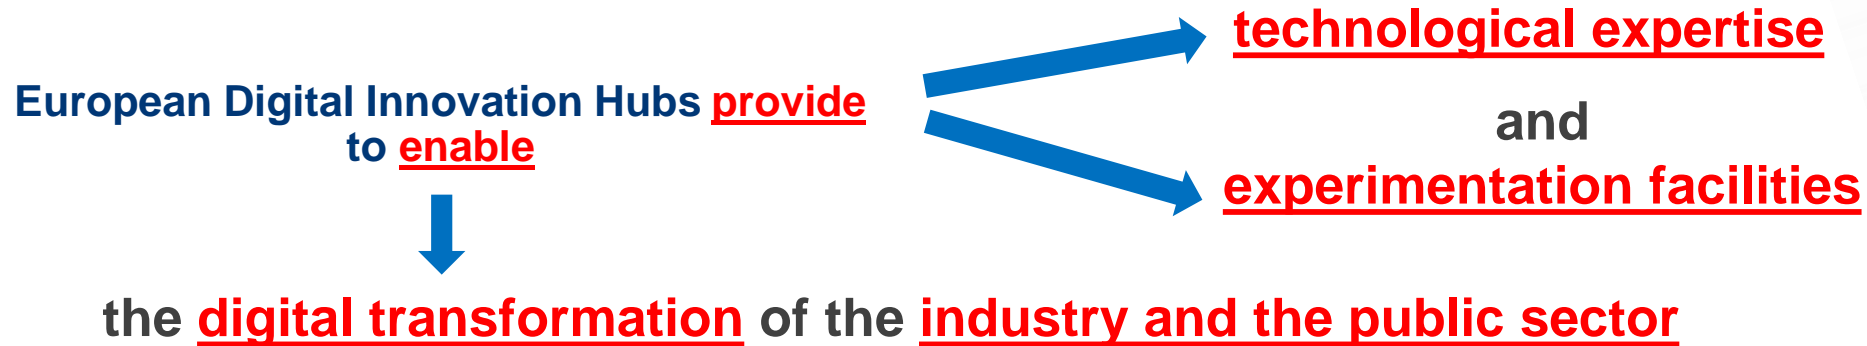 European Digital Innovation Hubs provide
to enable
technological expertise
and
experimentation facilities
the digital transformation of the industry and the public sector